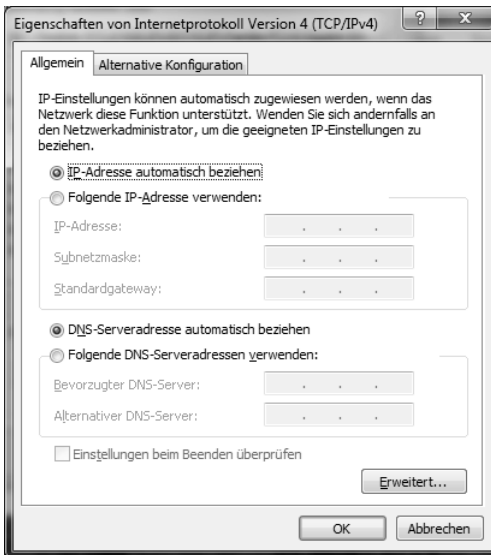 Eigenschaften von Internetprotokoll Version 4 (TCP/IPv4)
? X
Allgemein Alternative Konfiguration
IP-Einstellungen können automatisch zugewiesen werden, wenn das
Netzwerk diese Funktion unterstützt. Wenden Sie sich andernfalls an
den Netzwerkadministrator, um die geeigneten IP-Einstellungen zu
beziehen.
IP-Adresse automatisch beziehen
Folgende IP-Adresse verwenden:
IP-Adresse: . . .
Subnetzmaske: . . .
Standardgateway: . . .
DNS-Serveradresse automatisch beziehen
Folgende DNS-Serveradressen verwenden:
Bevorzugter DNS-Server: . . .
Alternativer DNS-Server: . . .
Einstellungen beim Beenden überprüfen
Erweitert...
OK Abbrechen